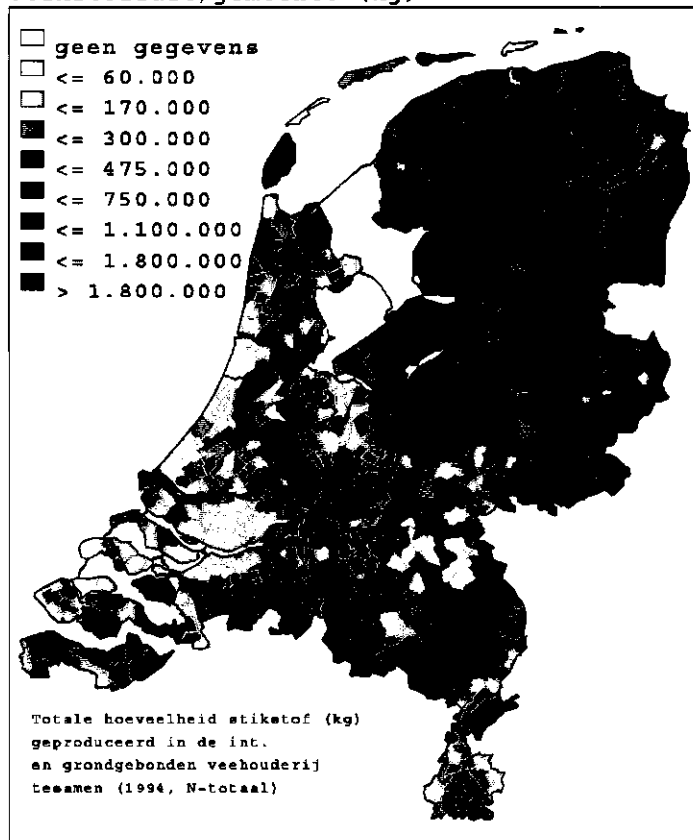 geen gegevens
<= 60.000
<= 170.000
<= 300.000
<= 475.000
<= 750.000
<= 1.100.000
<= 1.800.000
> 1.800.000
Totale hoeveelheid stikstof (kg)
geproduceerd in de int.
en grondgebonden veehouderij
tesamen (1994, N-totaal)